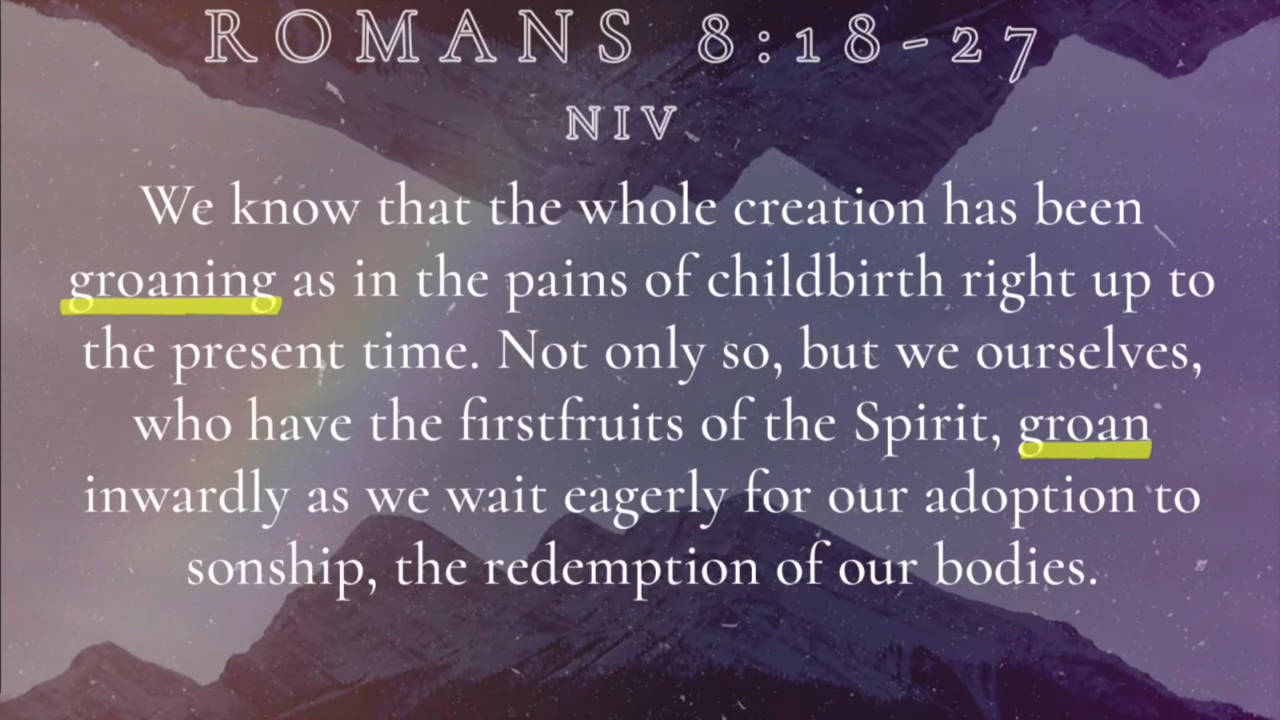 ROMANS 8:18-27
NIV
We know that the whole creation has been
groaning as in the pains of childbirth right up to
the present time. Not only so, but we ourselves,
who have the firstfruits of the Spirit, groan
inwardly as we wait eagerly for our adoption to
sonship, the redemption of our bodies.